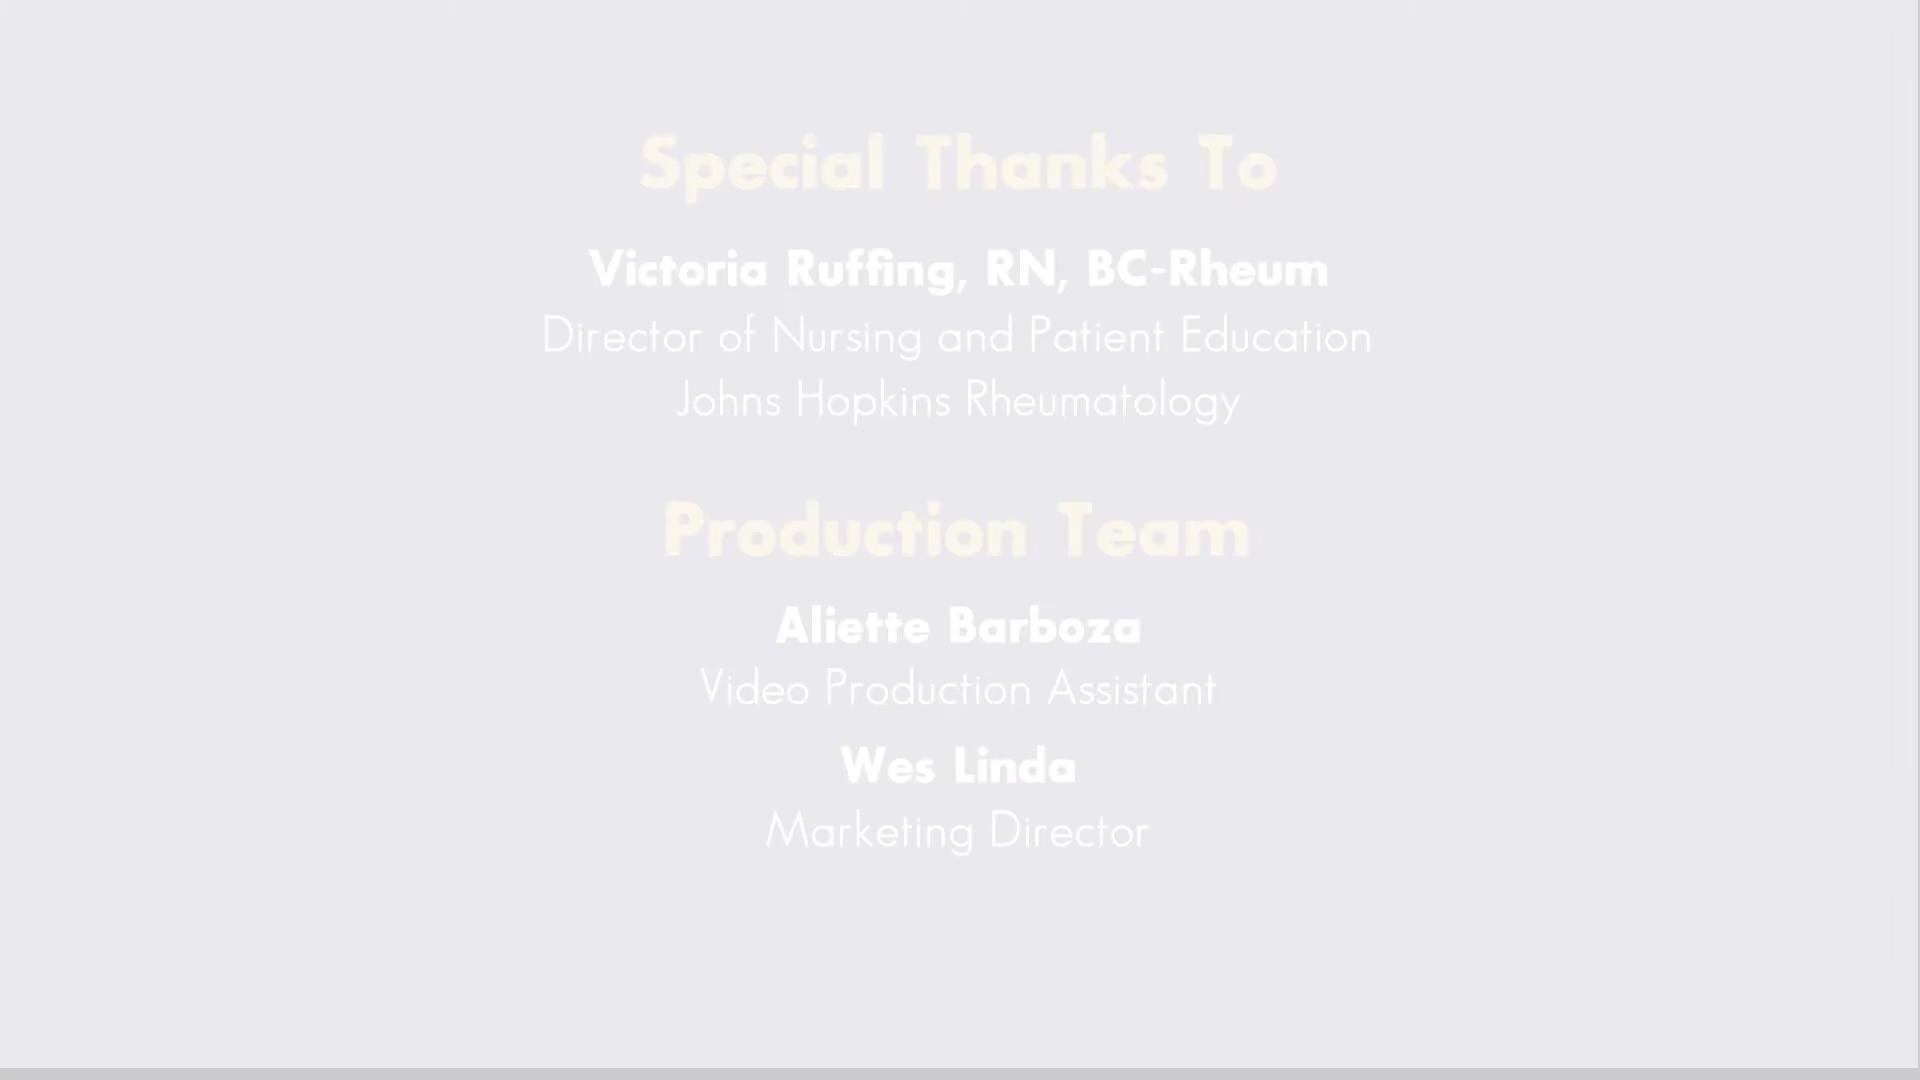 Special Thanks To
Victoria Ruffing, RN, BC-Rheum
Director of Nursing and Patient Education
Johns Hopkins Rheumatology
Production Team
Aliette Barboza
Video Production Assistant
Wes Linda
Marketing Director